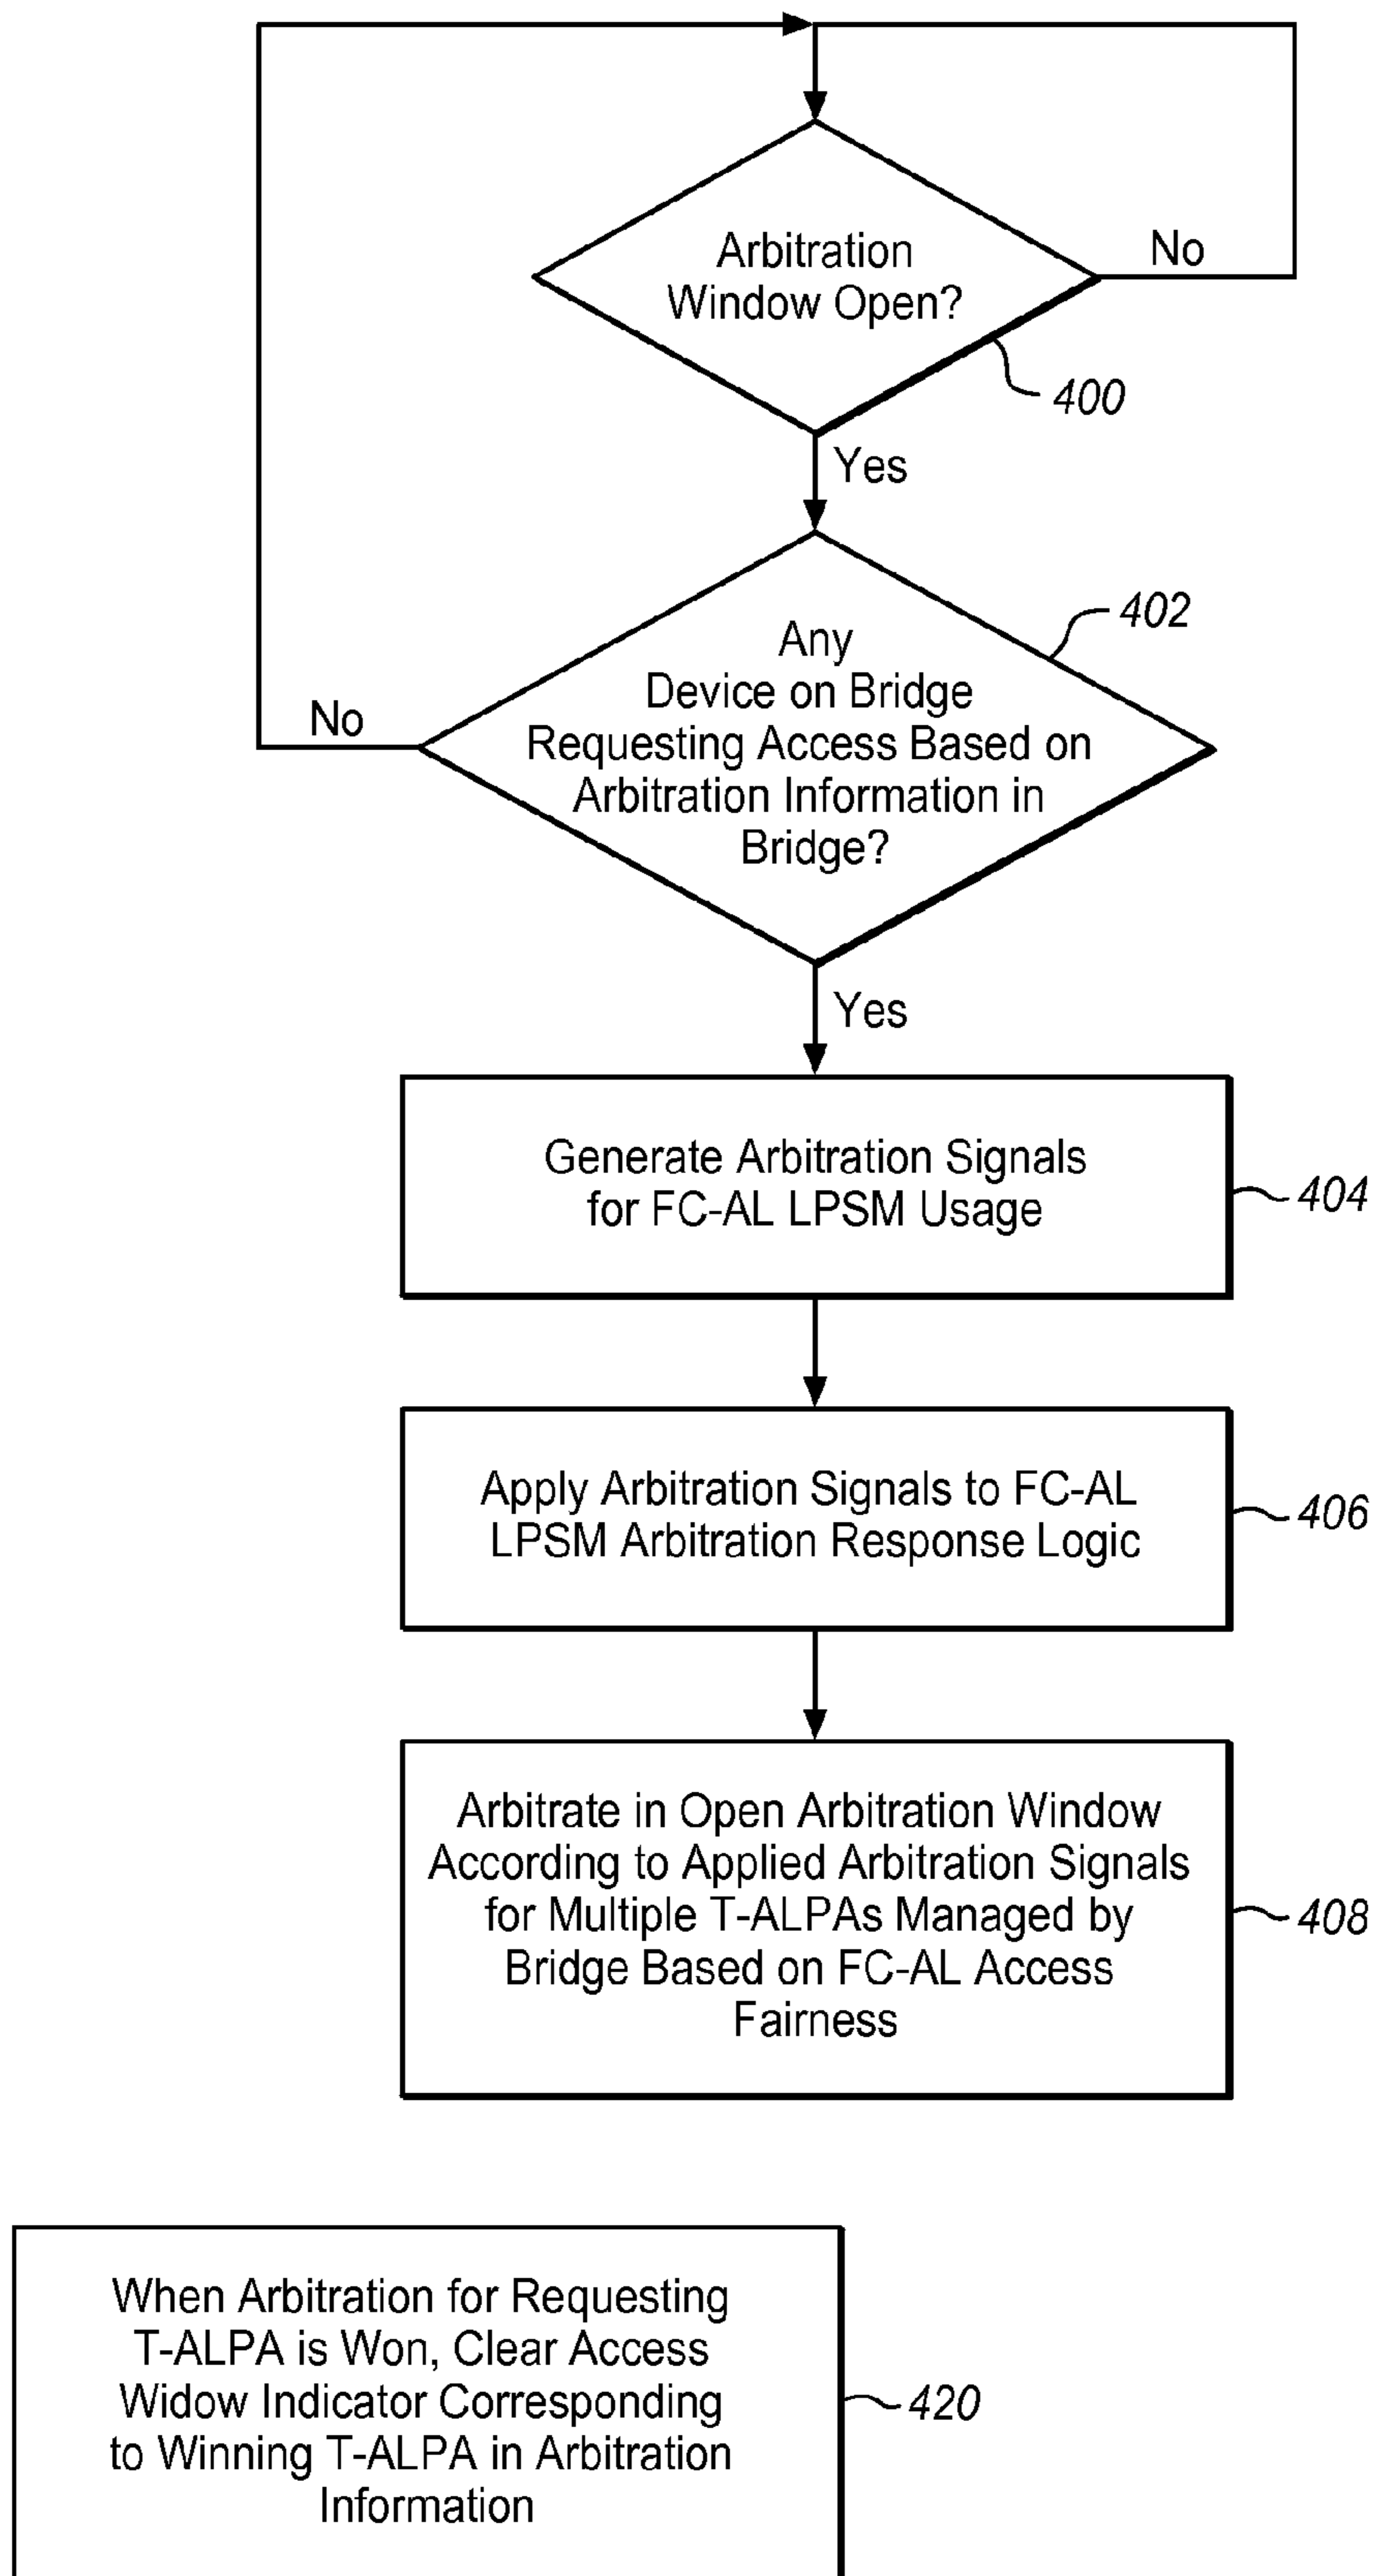 Arbitration
Window Open?
No
400
Yes
402
Any
Device on Bridge
Requesting Access Based on
Arbitration Information in
Bridge?
No
Yes
Generate Arbitration Signals
for FC-AL LPSM Usage
404
Apply Arbitration Signals to FC-AL
LPSM Arbitration Response Logic
406
Arbitrate in Open Arbitration Window
According to Applied Arbitration Signals
for Multiple T-ALPAs Managed by
Bridge Based on FC-AL Access
Fairness
408
When Arbitration for Requesting
T-ALPA is Won, Clear Access
Widow Indicator Corresponding
to Winning T-ALPA in Arbitration
Information
420